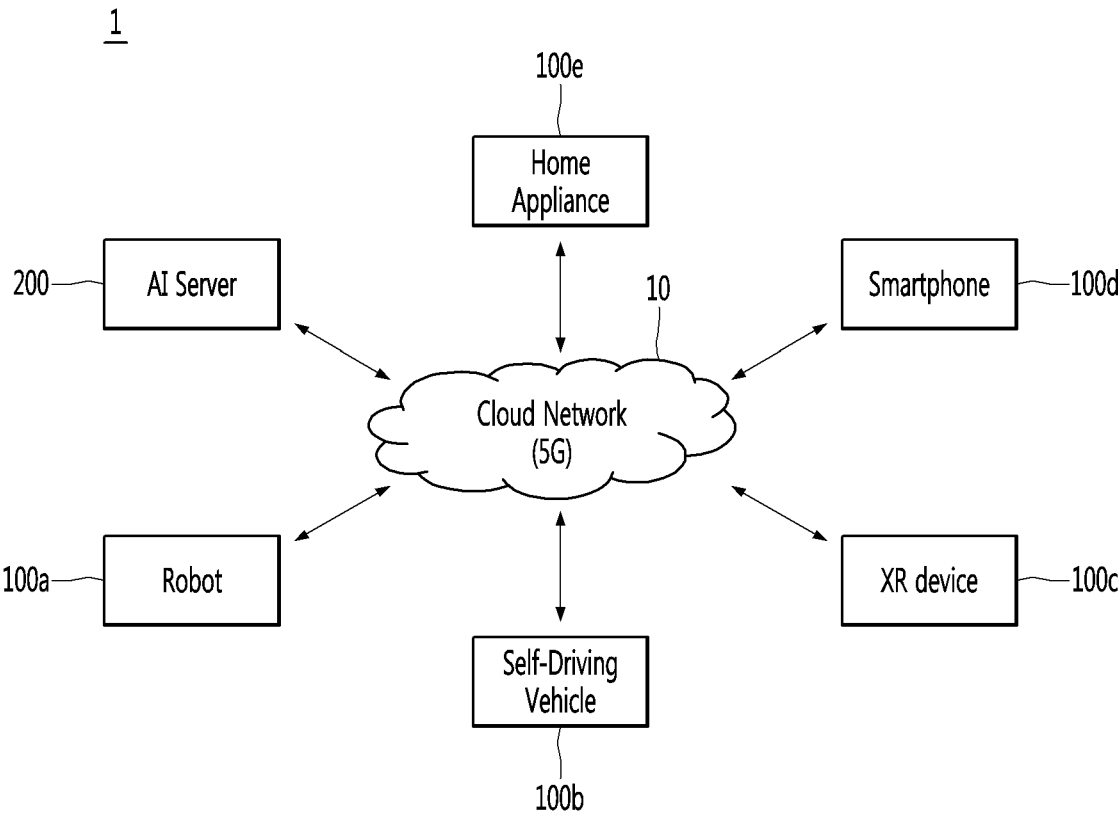 1
100e
Home
Appliance
200
AI Server
Smartphone
100d
10
Cloud Network
(5G)
100a
Robot
XR device
100c
Self-Driving
Vehicle
100b